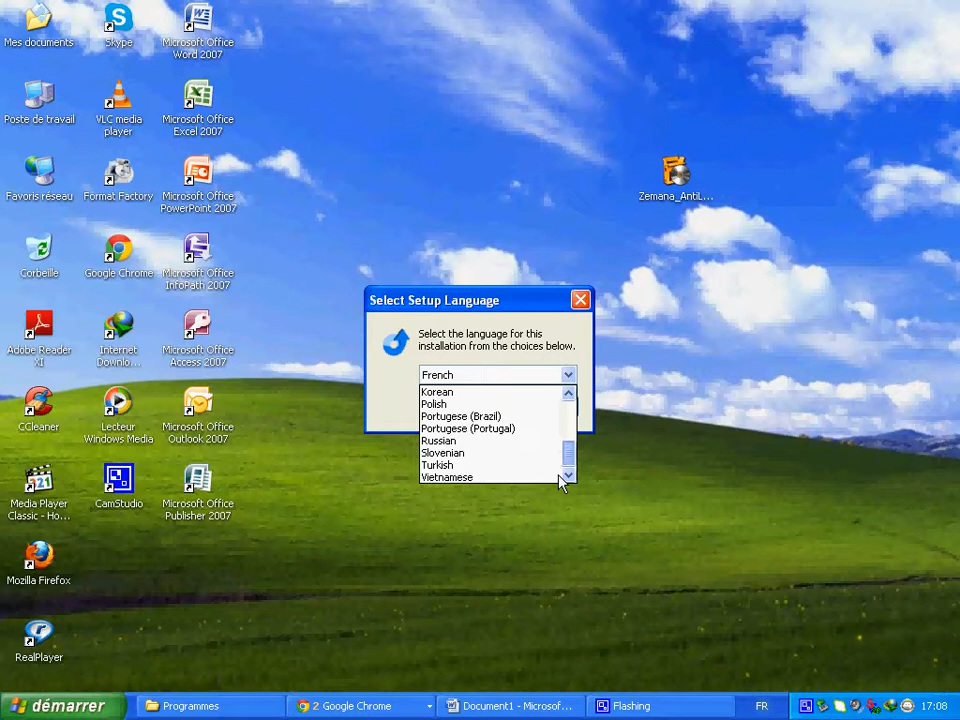 Mes documents
Skype
Microsoft Office
Word 2007
Poste de travail
VLC media
player
Microsoft Office
Excel 2007
Favoris réseau
Format Factory
Microsoft Office
PowerPoint 2007
Zemana_AntiL...
Corbeille
Google Chrome
Microsoft Office
InfoPath 2007
Adobe Reader
XI
Internet
Downlo...
Microsoft Office
Access 2007
CCleaner
Lecteur
Windows Media
Microsoft Office
Outlook 2007
Media Player
Classic - Ho...
CamStudio
Microsoft Office
Publisher 2007
Mozilla Firefox
RealPlayer
Select Setup Language
Select the language for this
installation from the choices below.
French
Korean
Polish
Portugese (Brazil)
Portugese (Portugal)
Russian
Slovenian
Turkish
Vietnamese
démarrer
Programmes
2 Google Chrome
Document1 - Microsof...
Flashing
FR
17:08